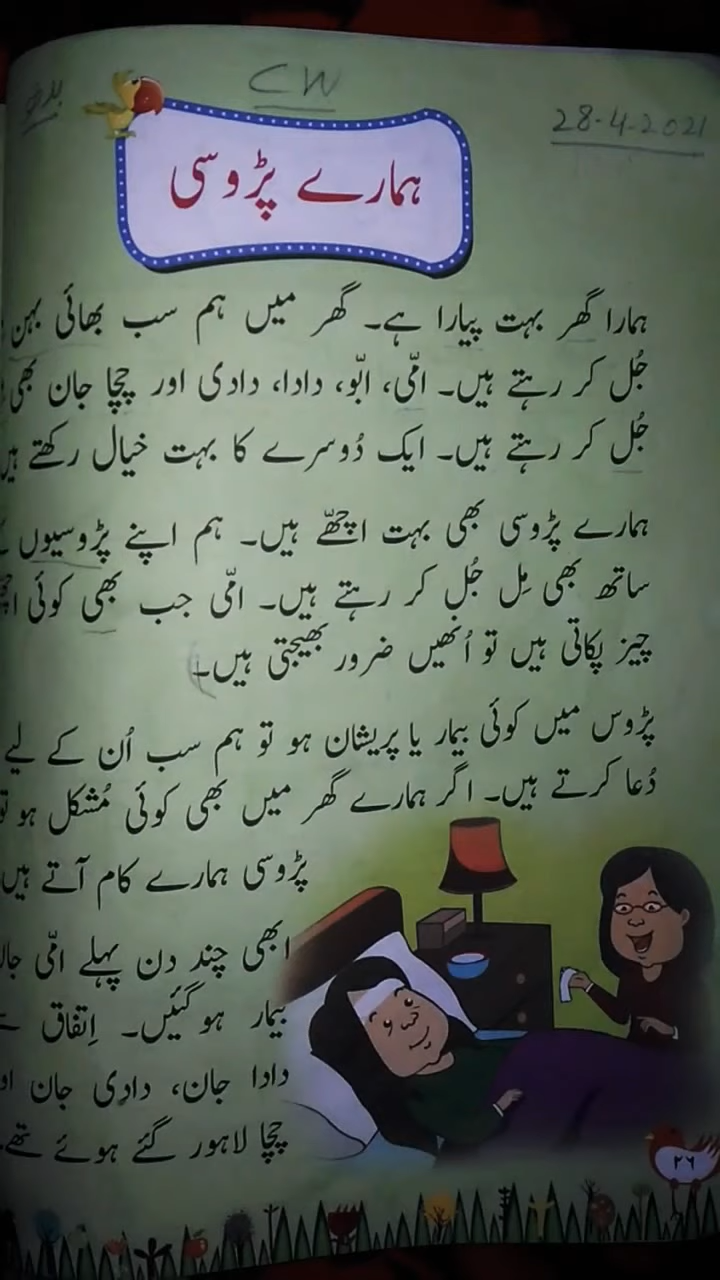 CW
بدھ
28-4-2021
ہمارے پڑوسی
ہمارا گھر بہت پیارا ہے۔ گھر میں ہم سب بھائی بہن
جُل کر رہتے ہیں۔ امّی، ابّو، دادا، دادی اور چچا جان بھی
جُل کر رہتے ہیں۔ ایک دُوسرے کا بہت خیال رکھتے ہیں
ہمارے پڑوسی بھی بہت اچھّے ہیں۔ ہم اپنے پڑوسیوں
ساتھ بھی مِل جُل کر رہتے ہیں۔ امّی جب بھی کوئی
چیز پکاتی ہیں تو اُنھیں ضرور بھیجتی ہیں۔
پڑوس میں کوئی بیمار یا پریشان ہو تو ہم سب اُن کے لیے
دُعا کرتے ہیں۔ اگر ہمارے گھر میں بھی کوئی مُشکل ہو تو
پڑوسی ہمارے کام آتے ہیں
ابھی چند دن پہلے امّی
بیمار ہوگئیں۔ اِتفاق
دادا جان، دادی جان
چچا لاہور گئے ہوئے تھے
۲۶